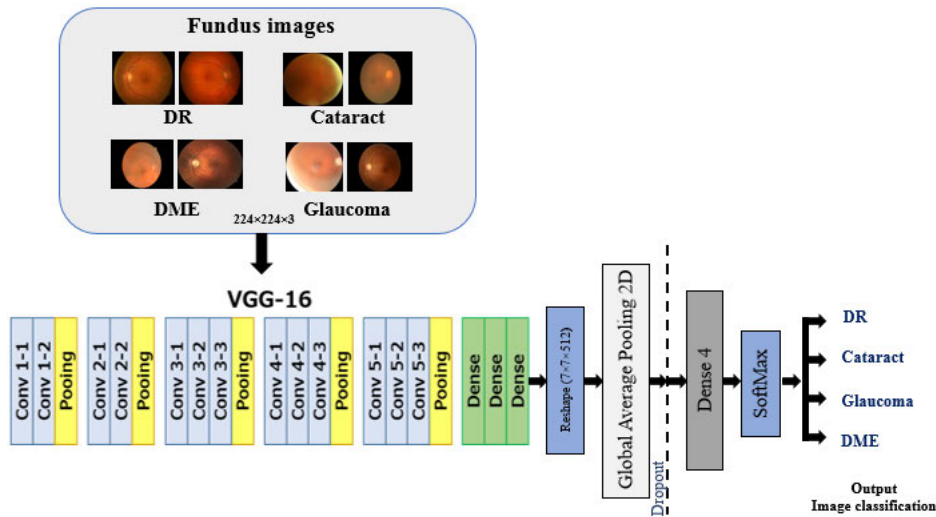 Fundus images
DR
Cataract
DME
Glaucoma
224×224×3
VGG-16
Conv 1-1
Conv 1-2
Pooing
Conv 2-1
Conv 2-2
Pooing
Conv 3-1
Conv 3-2
Conv 3-3
Pooing
Conv 4-1
Conv 4-2
Conv 4-3
Pooing
Conv 5-1
Conv 5-2
Conv 5-3
Pooing
Dense
Dense
Dense
Reshape (7×7×512)
Global Average Pooling 2D
Dropout
Dense 4
SoftMax
DR
Cataract
Glaucoma
DME
Output
Image classification